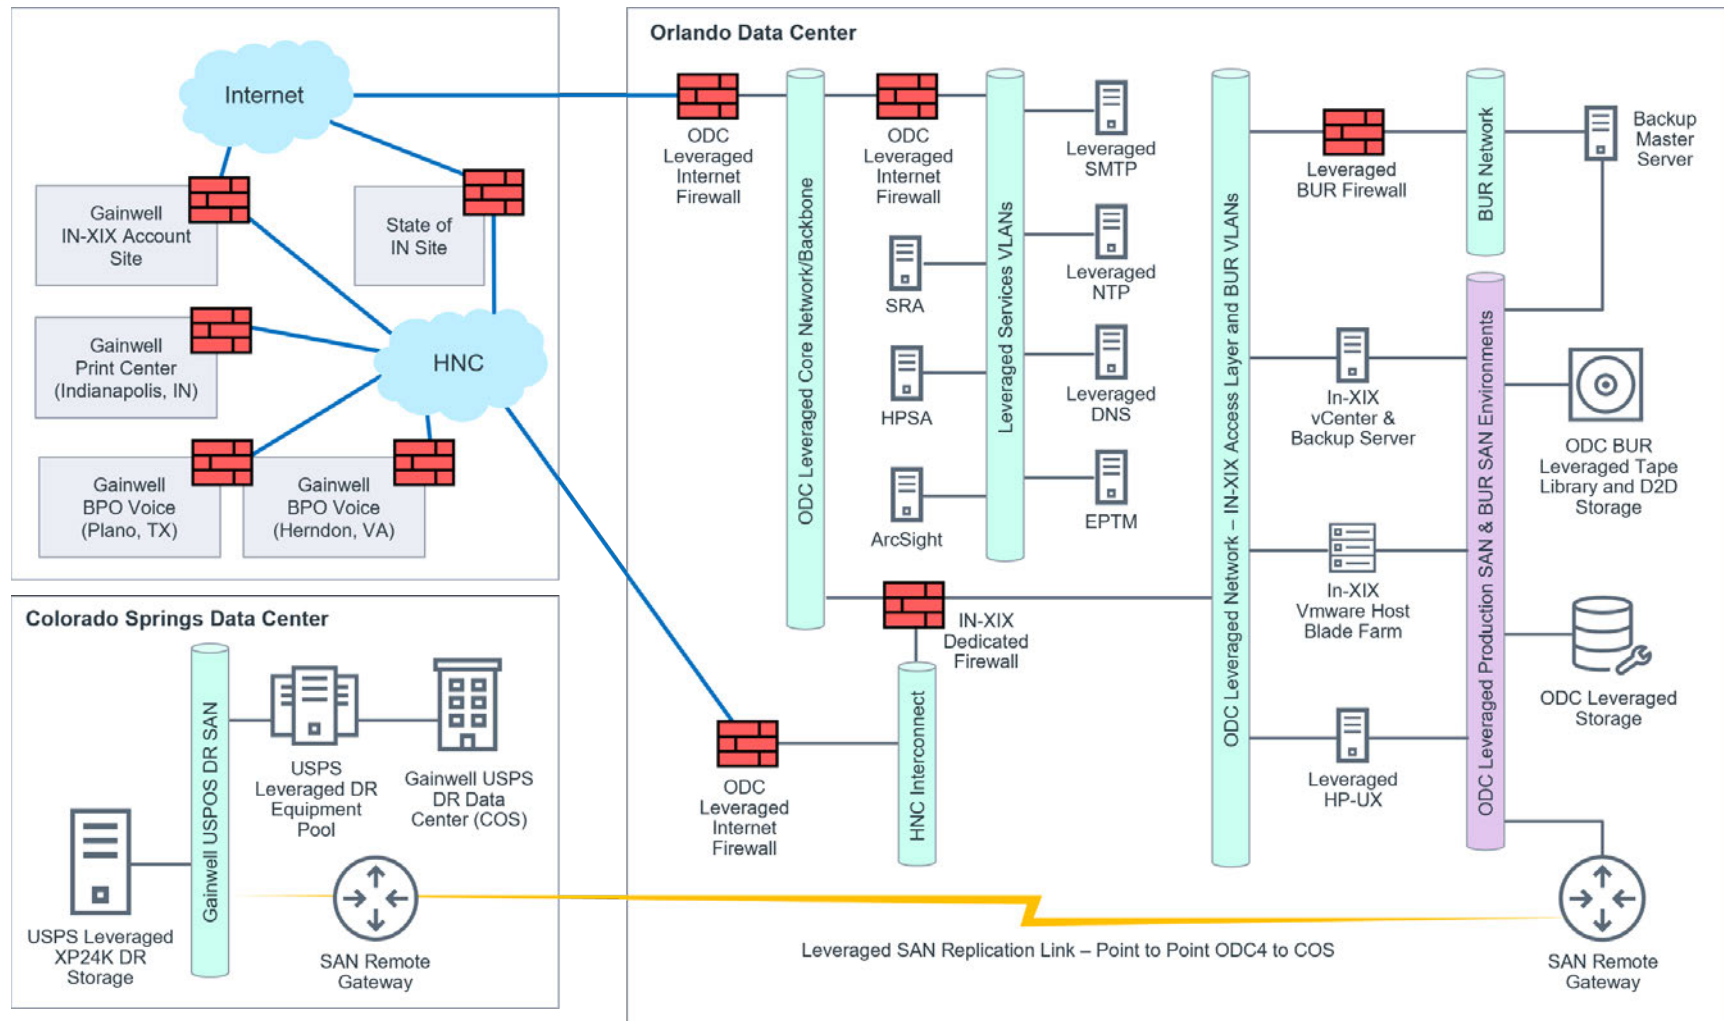 Internet
Gainwell
IN-XIX Account
Site
State of
IN Site
Gainwell
Print Center
(Indianapolis, IN)
HNC
Gainwell
BPO Voice
(Plano, TX)
Gainwell
BPO Voice
(Herndon, VA)
Colorado Springs Data Center
Gainwell USPOS DR SAN
USPS
Leveraged DR
Equipment
Pool
Gainwell USPS
DR Data
Center (COS)
USPS Leveraged
XP24K DR
Storage
SAN Remote
Gateway
Orlando Data Center
ODC
Leveraged
Internet
Firewall
ODC Leveraged Core Network/Backbone
ODC
Leveraged
Internet
Firewall
SRA
HPSA
ArcSight
Leveraged Services VLANs
Leveraged
SMTP
Leveraged
NTP
Leveraged
DNS
EPTM
IN-XIX
Dedicated
Firewall
ODC
Leveraged
Internet
Firewall
HNC Interconnect
ODC Leveraged Network – IN-XIX Access Layer and BUR VLANs
Leveraged
BUR Firewall
BUR Network
Backup
Master
Server
In-XIX
vCenter &
Backup Server
In-XIX
Vmware Host
Blade Farm
Leveraged
HP-UX
ODC Leveraged Production SAN & BUR SAN Environments
ODC BUR
Leveraged Tape
Library and D2D
Storage
ODC Leveraged
Storage
SAN Remote
Gateway
Leveraged SAN Replication Link – Point to Point ODC4 to COS